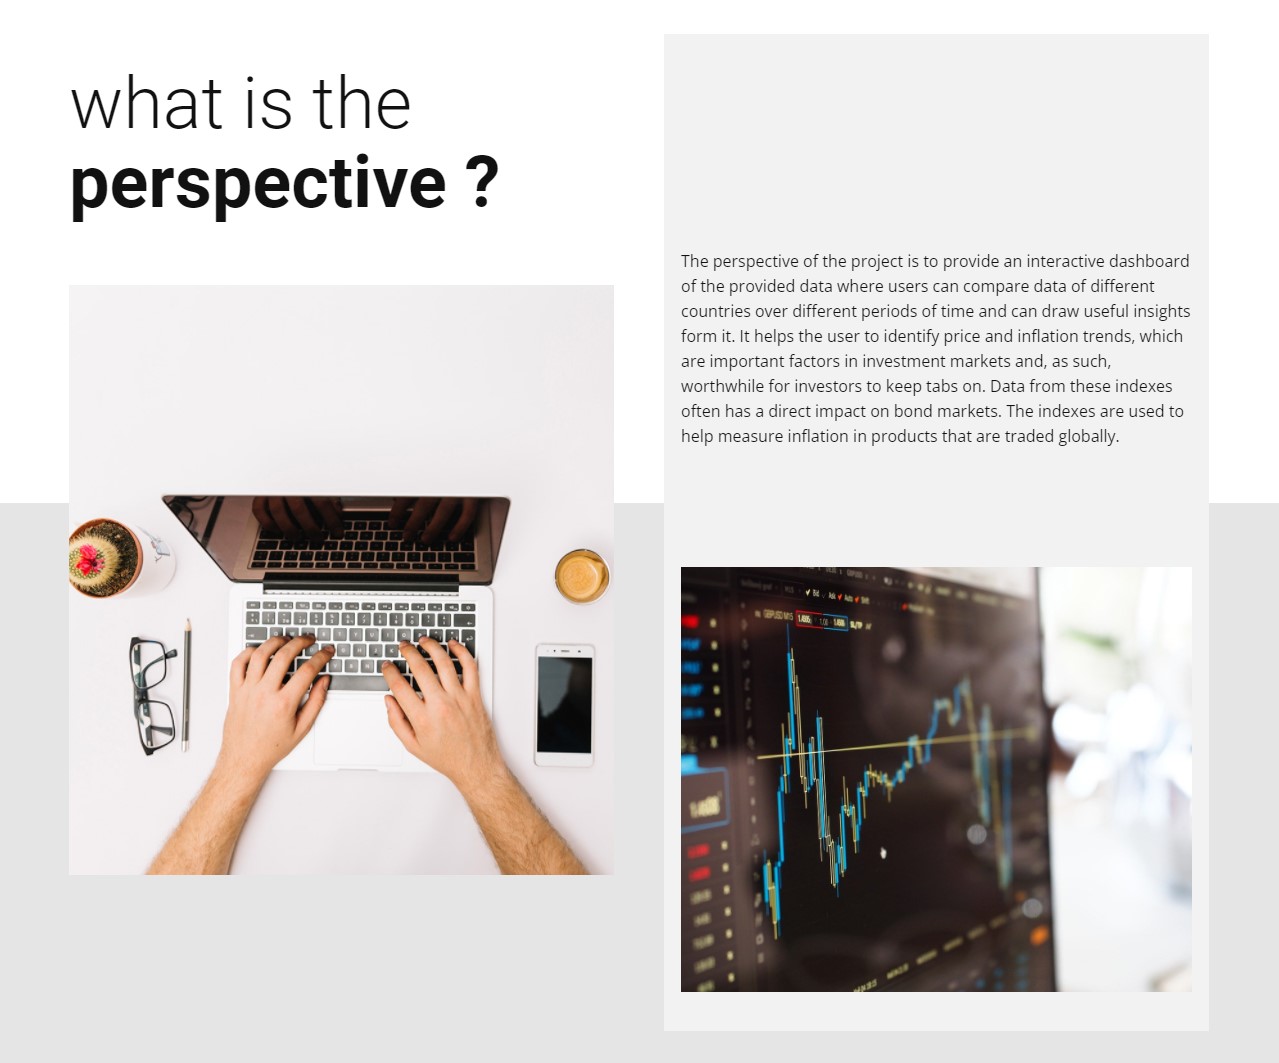 what is the
perspective ?
The perspective of the project is to provide an interactive dashboard
of the provided data where users can compare data of different
countries over different periods of time and can draw useful insights
form it. It helps the user to identify price and inflation trends, which
are important factors in investment markets and, as such,
worthwhile for investors to keep tabs on. Data from these indexes
often has a direct impact on bond markets. The indexes are used to
help measure inflation in products that are traded globally.
GBPUSD M15